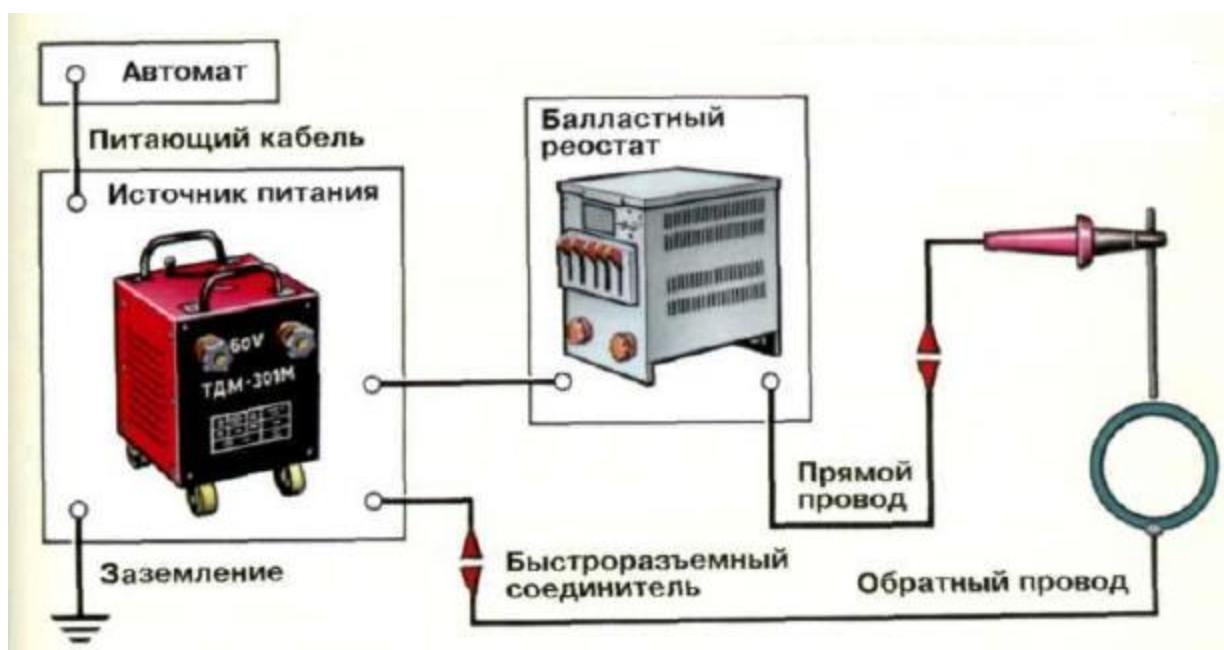 Автомат
Питающий кабель
Источник питания
60V
ТДМ-301М
Балластный
реостат
Прямой
провод
Заземление
Быстроразъемный
соединитель
Обратный провод